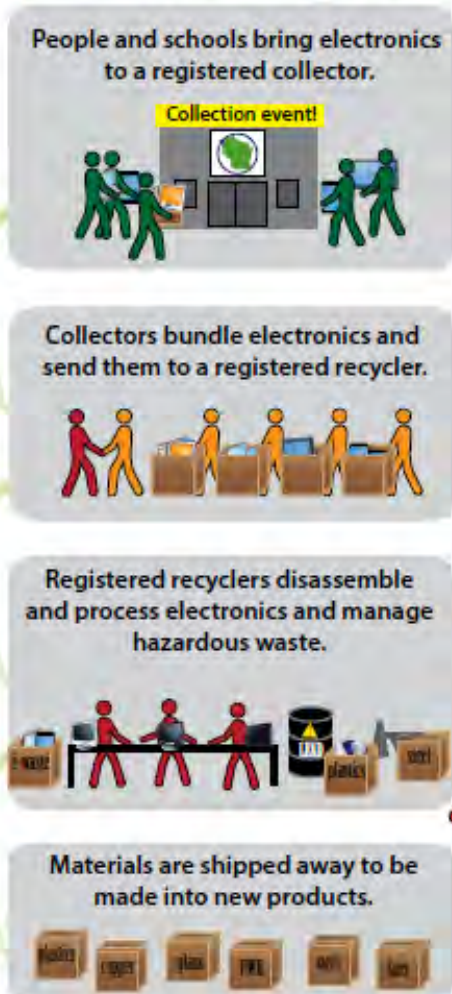 People and schools bring electronics
to a registered collector.
Collection event!
Collectors bundle electronics and
send them to a registered recycler.
Registered recyclers disassemble
and process electronics and manage
hazardous waste.
e-waste
plastics
steel
Materials are shipped away to be
made into new products.
plastics
copper
glass
PWB